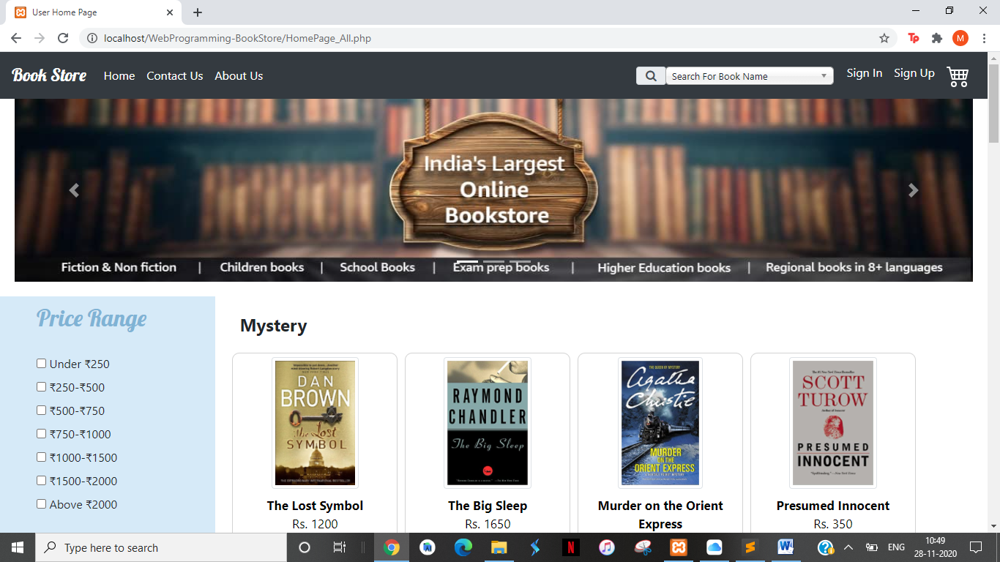 User Home Page
localhost/WebProgramming-BookStore/HomePage_All.php
M
Book Store Home Contact Us About Us Search For Book Name Sign In Sign Up
India's Largest
Online
Bookstore
Fiction & Non fiction | Children books | School Books | Exam prep books | Higher Education books | Regional books in 8+ languages
Price Range
Under ₹250
₹250-₹500
₹500-₹750
₹750-₹1000
₹1000-₹1500
₹1500-₹2000
Above ₹2000
Mystery
DAN
BROWN
The Lost
SYMBOL
The Lost Symbol
Rs. 1200
RAYMOND
CHANDLER
The Big Sleep
The Big Sleep
Rs. 1650
THE QUEEN OF MYSTERY
Agatha
Christie
MURDER
ON THE
ORIENT EXPRESS
Murder on the Orient
Express
SCOTT
TUROW
PRESUMED
INNOCENT
Presumed Innocent
Rs. 350
Type here to search
ENG
10:49
28-11-2020